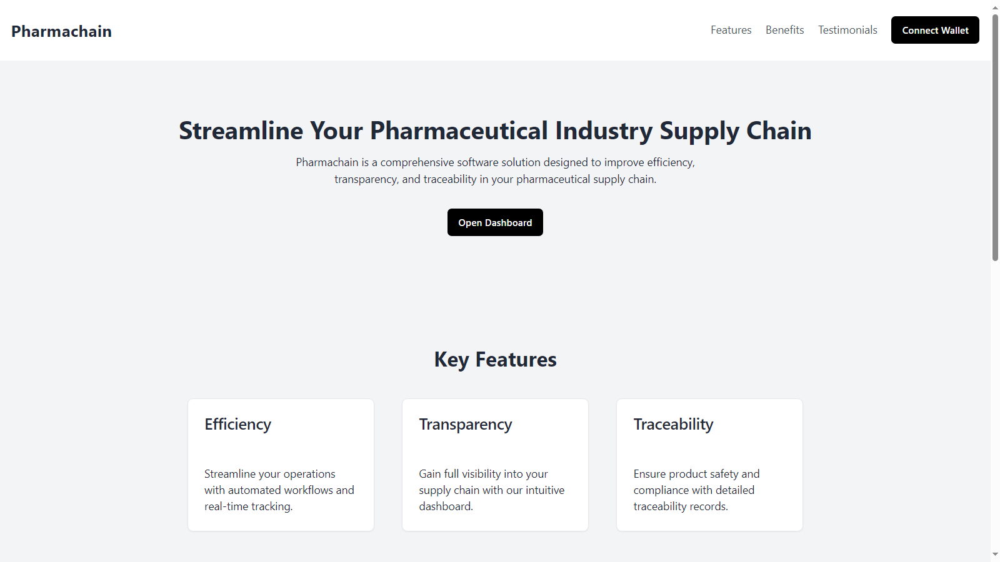 Pharmachain
Features
Benefits
Testimonials
Connect Wallet
Streamline Your Pharmaceutical Industry Supply Chain
Pharmachain is a comprehensive software solution designed to improve efficiency,
transparency, and traceability in your pharmaceutical supply chain.
Open Dashboard
Key Features
Efficiency
Streamline your operations
with automated workflows and
real-time tracking.
Transparency
Gain full visibility into your
supply chain with our intuitive
dashboard.
Traceability
Ensure product safety and
compliance with detailed
traceability records.